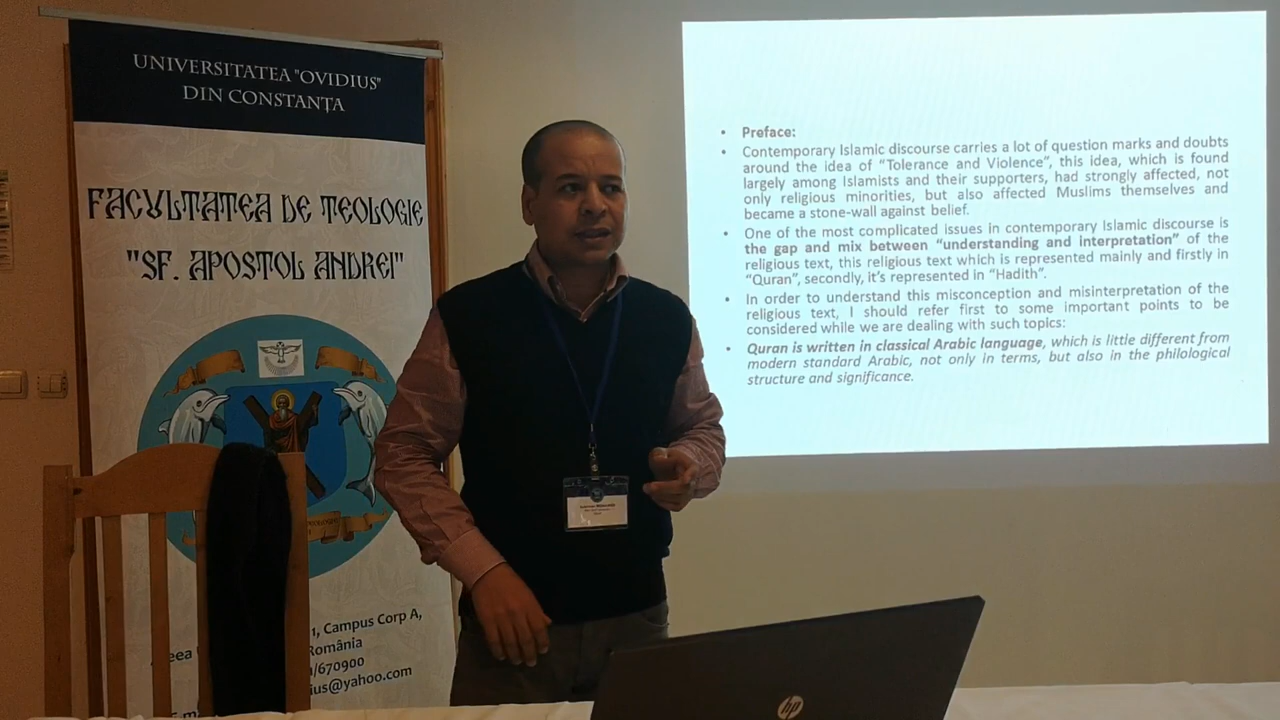 UNIVERSITATEA "OVIDIUS"
DIN CONSTANȚA
FACULTATEA DE TEOLOGIE
"SF. APOSTOL ANDREI"
1, Campus Corp A,
România
/670900
ius@yahoo.com
• Preface:
• Contemporary Islamic discourse carries a lot of question marks and doubts
around the idea of “Tolerance and Violence”, this idea, which is found
largely among Islamists and their supporters, had strongly affected, not
only religious minorities, but also affected Muslims themselves and
became a stone-wall against belief.
• One of the most complicated issues in contemporary Islamic discourse is
the gap and mix between “understanding and interpretation” of the
religious text, this religious text which is represented mainly and firstly in
“Quran”, secondly, it’s represented in “Hadith”.
• In order to understand this misconception and misinterpretation of the
religious text, I should refer first to some important points to be
considered while we are dealing with such topics:
• Quran is written in classical Arabic language, which is little different from
modern standard Arabic, not only in terms, but also in the philological
structure and significance.
hp